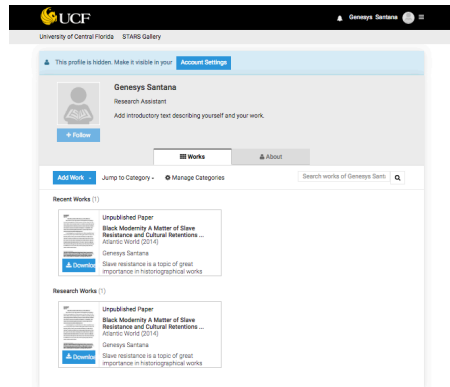 UCF
Genesys Santana
University of Central Florida STARS Gallery
This profile is hidden. Make it visible in your Account Settings
Genesys Santana
Research Assistant
Add introductory text describing yourself and your work.
+ Follow
Works
About
Add Work
Jump to Category
Manage Categories
Search works of Genesys Santa
Recent Works (1)
Unpublished Paper
Black Modernity A Matter of Slave
Resistance and Cultural Retentions ...
Atlantic World (2014)
Genesys Santana
Download
Slave resistance is a topic of great
importance in historiographical works
Research Works (1)
Unpublished Paper
Black Modernity A Matter of Slave
Resistance and Cultural Retentions ...
Atlantic World (2014)
Genesys Santana
Download
Slave resistance is a topic of great
importance in historiographical works